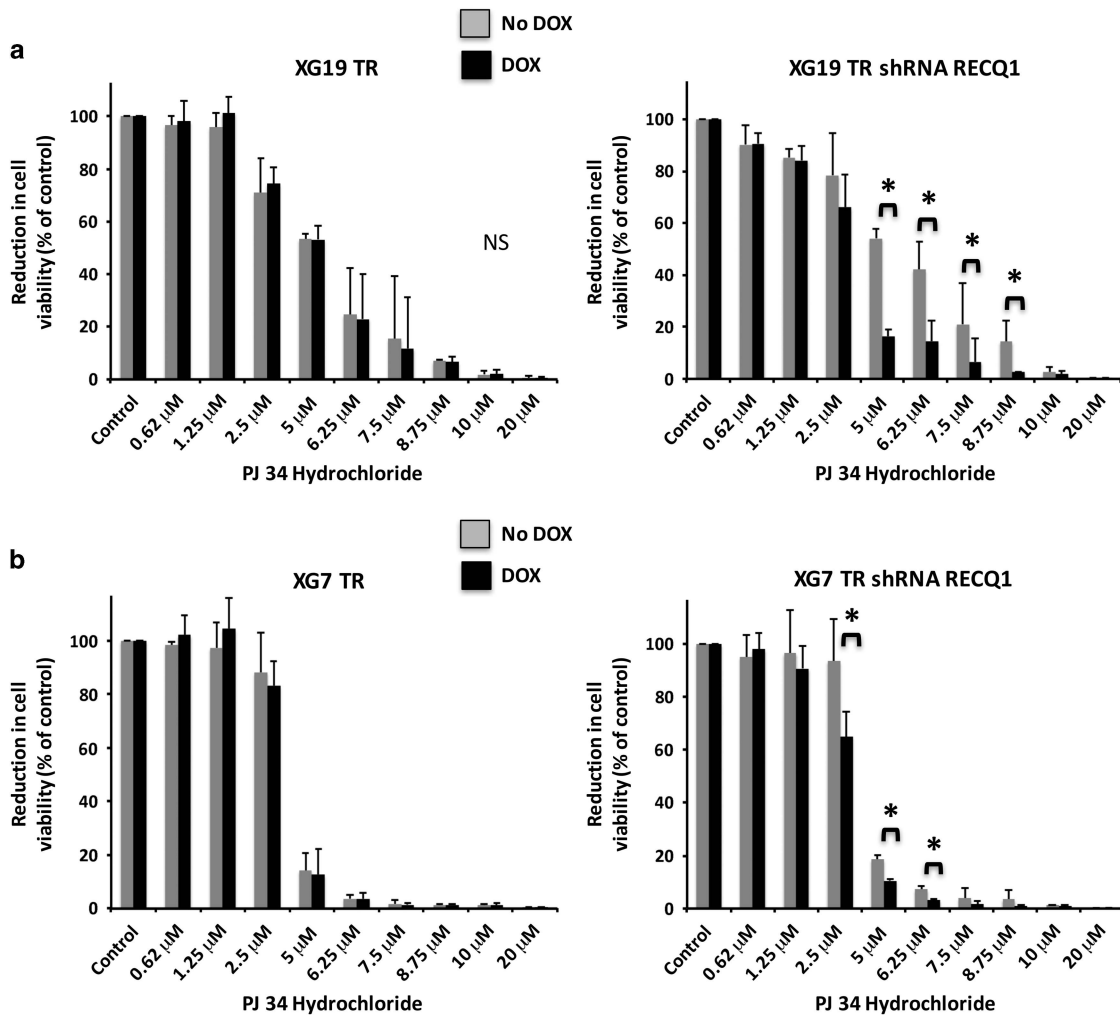 a
No DOX
DOX
XG19 TR
Reduction in cell
viability (% of control)
100
80
60
40
20
0
NS
Control
0.62 μM
1.25 μM
2.5 μM
5 μM
6.25 μM
7.5 μM
8.75 μM
10 μM
20 μM
PJ 34 Hydrochloride
XG19 TR shRNA RECQ1
Reduction in cell
viability (% of control)
100
80
60
40
20
0
*
*
*
*
Control
0.62 μM
1.25 μM
2.5 μM
5 μM
6.25 μM
7.5 μM
8.75 μM
10 μM
20 μM
PJ 34 Hydrochloride
b
No DOX
DOX
XG7 TR
Reduction in cell
viability (% of control)
100
80
60
40
20
0
Control
0.62 μM
1.25 μM
2.5 μM
5 μM
6.25 μM
7.5 μM
8.75 μM
10 μM
20 μM
PJ 34 Hydrochloride
XG7 TR shRNA RECQ1
Reduction in cell
viability (% of control)
100
80
60
40
20
0
*
*
*
Control
0.62 μM
1.25 μM
2.5 μM
5 μM
6.25 μM
7.5 μM
8.75 μM
10 μM
20 μM
PJ 34 Hydrochloride